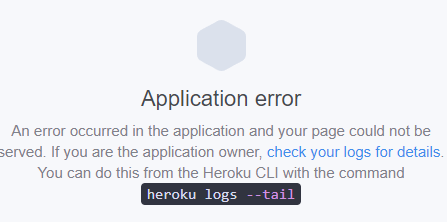 Application error
An error occurred in the application and your page could not be
served. If you are the application owner, check your logs for details.
You can do this from the Heroku CLI with the command
heroku logs --tail